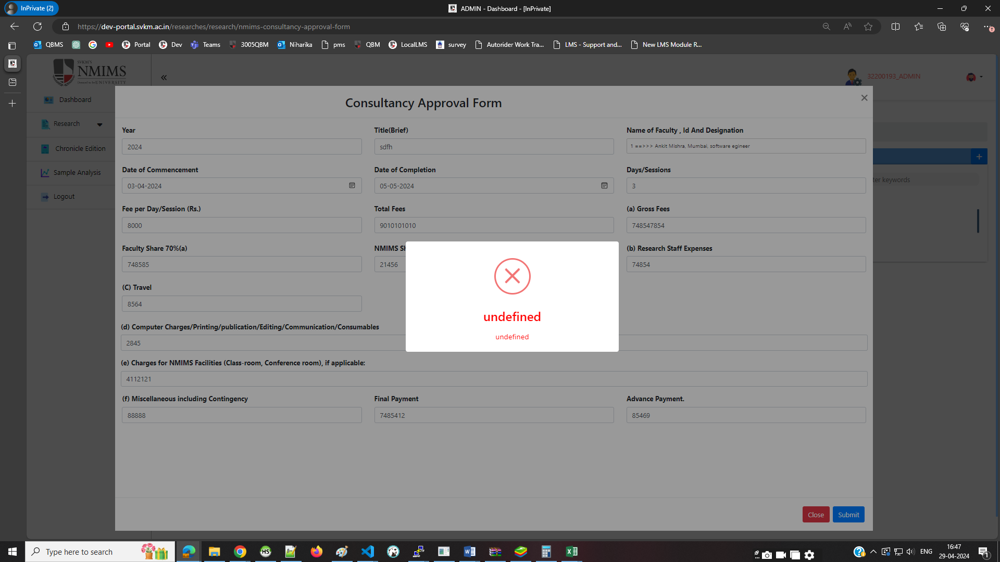 InPrivate (2)
ADMIN - Dashboard - [InPrivate]
https://dev-portal.svkm.ac.in/researches/research/nmims-consultancy-approval-form
QBMS
Portal
Dev
Teams
3005QBM
Niharika
pms
QBM
LocalLMS
survey
Autorider Work Tra...
LMS - Support and...
New LMS Module R...
SVKM'S
NMIMS
Deemed to be UNIVERSITY
«
32200193_ADMIN
Dashboard
Research
Chronicle Edition
Sample Analysis
Logout
ter keywords
Consultancy Approval Form
Year
Title(Brief)
Name of Faculty , Id And Designation
2024
sdfh
1 ==>>> Ankit Mishra, Mumbai, software egineer
Date of Commencement
Date of Completion
Days/Sessions
03-04-2024
05-05-2024
3
Fee per Day/Session (Rs.)
Total Fees
(a) Gross Fees
8000
9010101010
748547854
Faculty Share 70%(a)
NMIMS Sh
(b) Research Staff Expenses
748585
21456
74854
(C) Travel
8564
undefined
undefined
(d) Computer Charges/Printing/publication/Editing/Communication/Consumables
2845
(e) Charges for NMIMS Facilities (Class-room, Conference room), if applicable:
4112121
(f) Miscellaneous including Contingency
Final Payment
Advance Payment.
88888
7485412
85469
Close
Submit
Type here to search
HS
ENG
16:47
29-04-2024
1